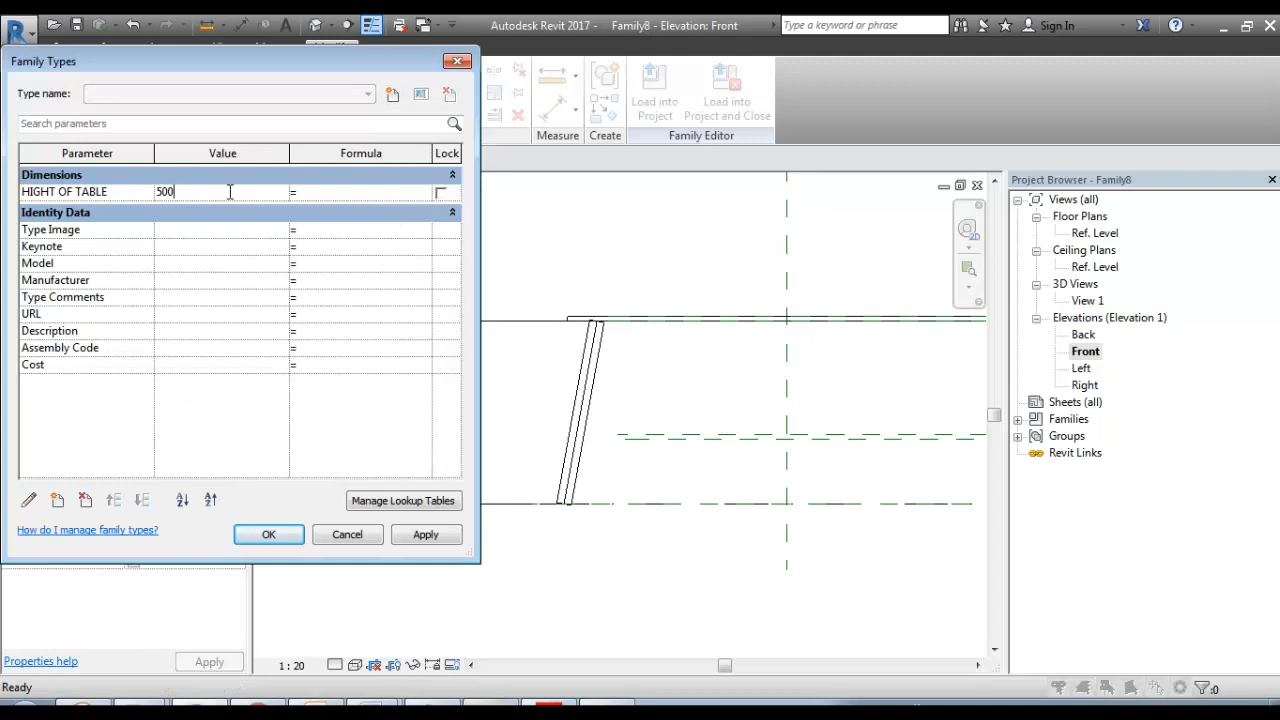 Autodesk Revit 2017 - Family8 - Elevation: Front
Type a keyword or phrase
Sign In
Family Types
Type name:
Search parameters
Parameter Value Formula Lock
Dimensions
HIGHT OF TABLE 500 =
Identity Data
Type Image =
Keynote =
Model =
Manufacturer =
Type Comments =
URL =
Description =
Assembly Code =
Cost =
Manage Lookup Tables
How do I manage family types?
OK Cancel Apply
Load into Project
Load into Project and Close
Measure Create Family Editor
2D
Project Browser - Family8
Views (all)
Floor Plans
Ref. Level
Ceiling Plans
Ref. Level
3D Views
View 1
Elevations (Elevation 1)
Back
Front
Left
Right
Sheets (all)
Families
Groups
Revit Links
Properties help Apply
1 : 20
Ready
:0